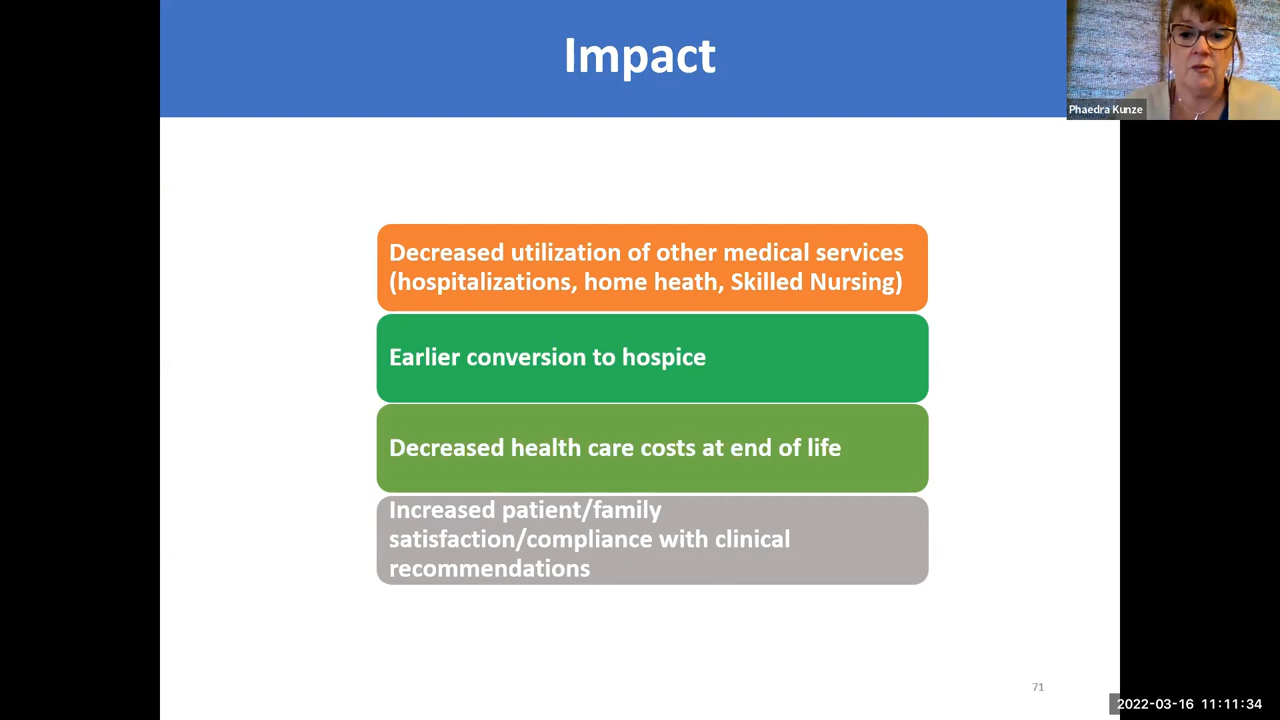 Impact
Phaedra Kunze
Decreased utilization of other medical services
(hospitalizations, home heath, Skilled Nursing)
Earlier conversion to hospice
Decreased health care costs at end of life
Increased patient/family
satisfaction/compliance with clinical
recommendations
71
2022-03-16 11:11:34